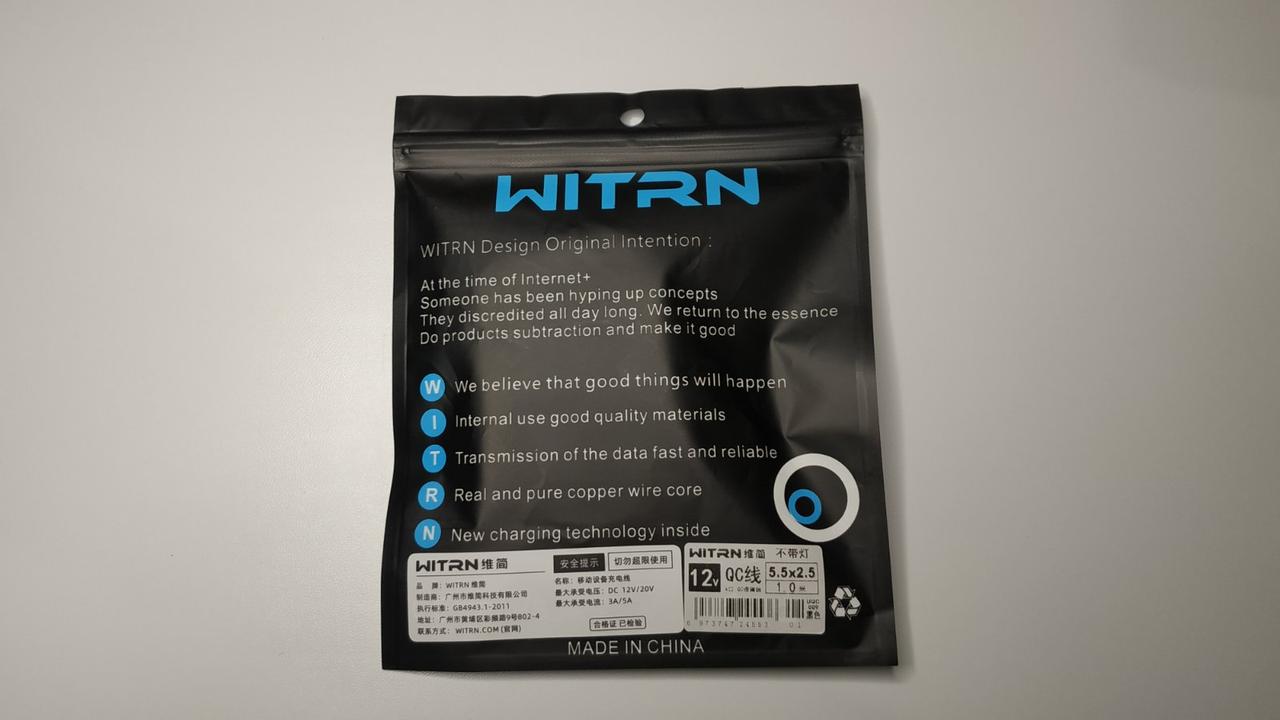 WITRN
WITRN Design Original Intention :
At the time of Internet+
Someone has been hyping up concepts
They discredited all day long. We return to the essence
Do products subtraction and make it good
W We believe that good things will happen
I Internal use good quality materials
T Transmission of the data fast and reliable
R Real and pure copper wire core
N New charging technology inside
WITRN 维简
品 牌: WITRN 维简
制造商: 广州市维简科技有限公司
执行标准: GB4943.1-2011
地址: 广州市黄埔区彩频路9号802-4
联系方式: WITRN.COM (官网)
安全提示 切勿超限使用
名称: 移动设备充电线
最大承受电压: DC 12V/20V
最大承受电流: 3A/5A
合格证 已检验
WITRN 维简 不带灯
12V QC线 5.5x2.5
1.0 米
UQC
009
黑色
MADE IN CHINA